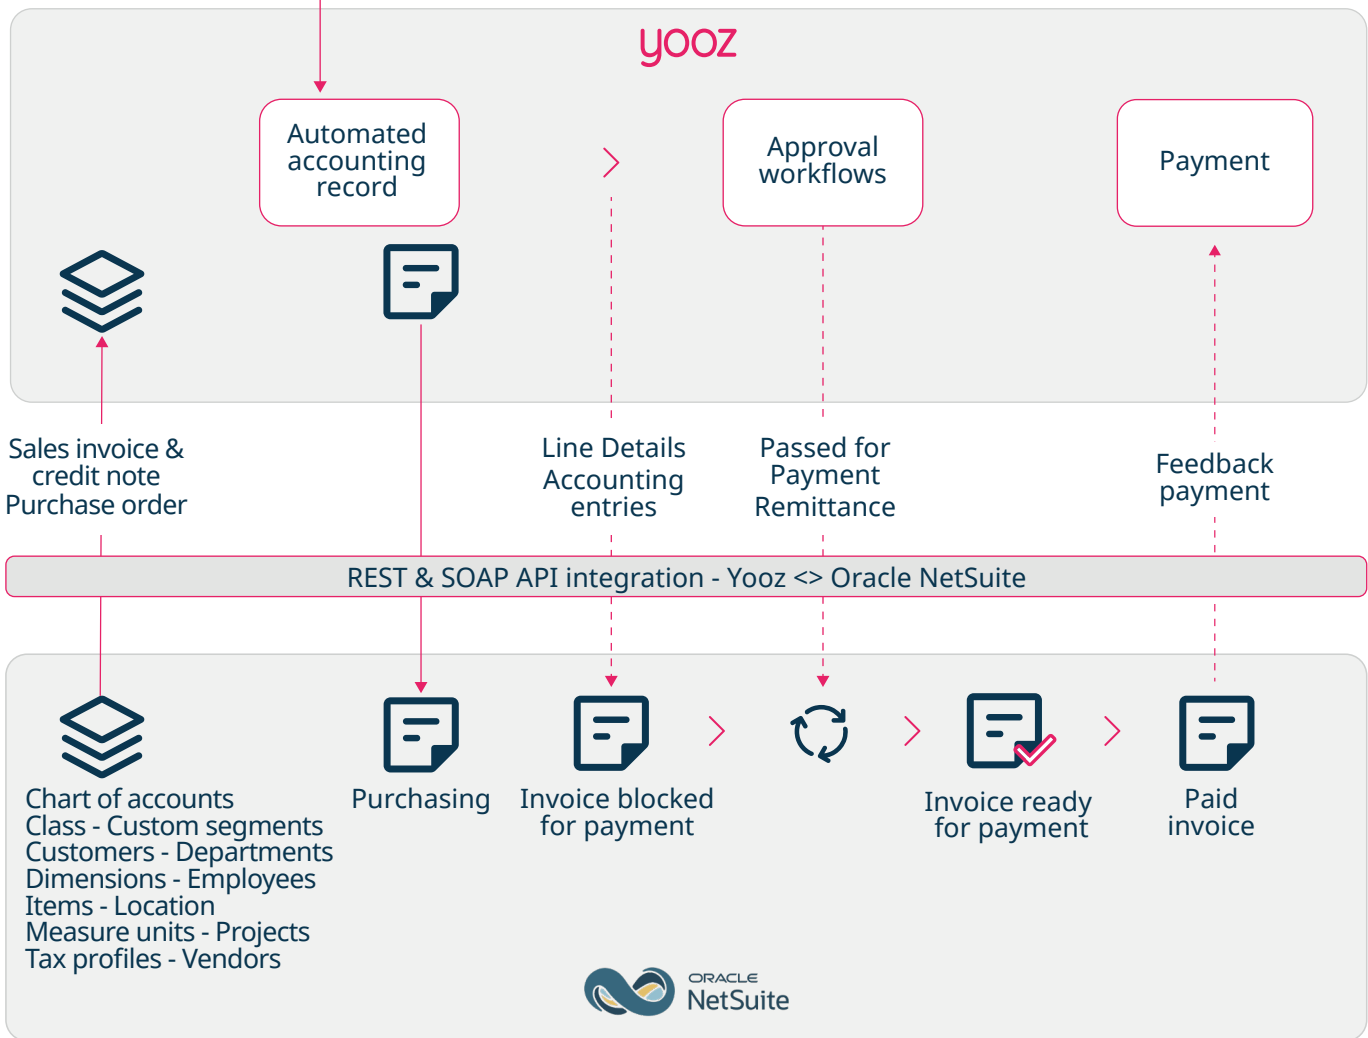 yooz
Automated
accounting
record
Approval
workflows
Payment
Sales invoice &
credit note
Purchase order
Line Details
Accounting
entries
Passed for
Payment
Remittance
Feedback
payment
REST & SOAP API integration - Yooz <> Oracle NetSuite
Chart of accounts
Class - Custom segments
Customers - Departments
Dimensions - Employees
Items - Location
Measure units - Projects
Tax profiles - Vendors
Purchasing
Invoice blocked
for payment
Invoice ready
for payment
Paid
invoice
ORACLE
NetSuite